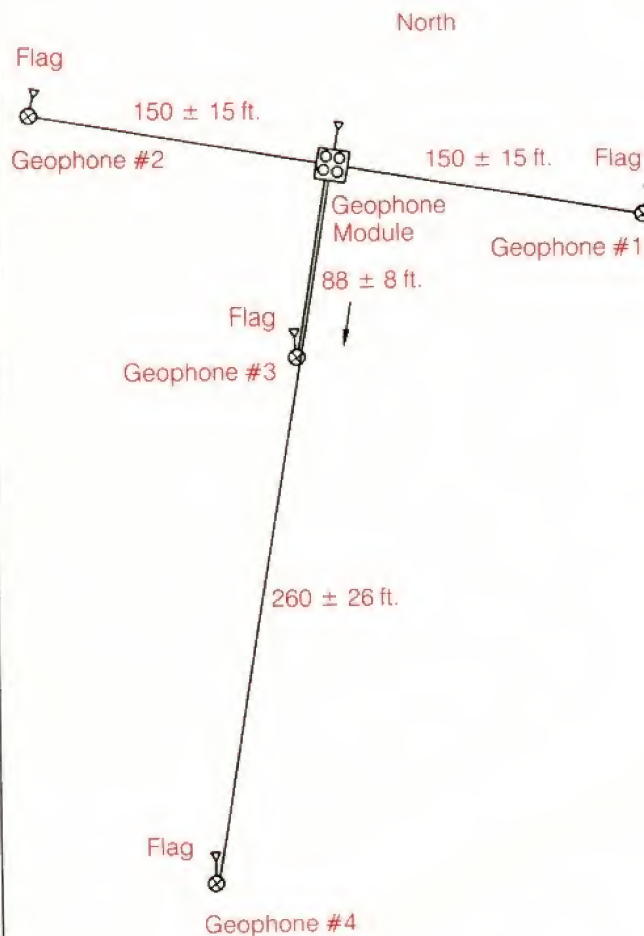 North
Flag
150 ± 15 ft.
Geophone #2
150 ± 15 ft.
Flag
Geophone
Module
Geophone #1
88 ± 8 ft.
Flag
Geophone #3
260 ± 26 ft.
Flag
Geophone #4